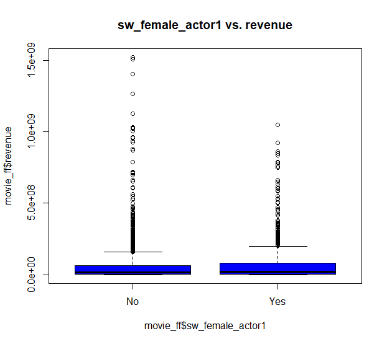 sw_female_actor1 vs. revenue
movie_ff$revenue
1.5e+09
1.0e+09
5.0e+08
0.0e+00
No Yes
movie_ff$sw_female_actor1